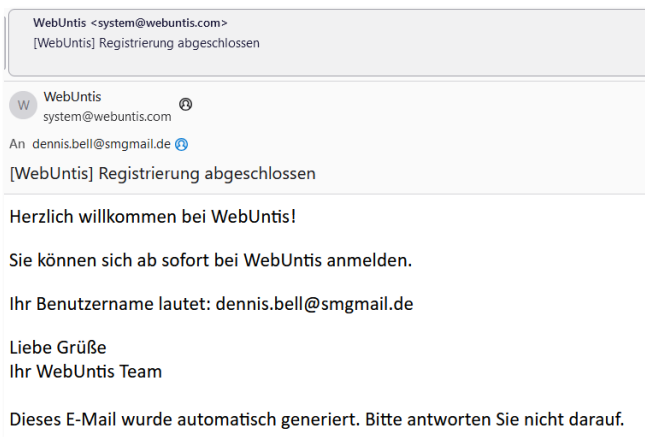 WebUntis <system@webuntis.com>
[WebUntis] Registrierung abgeschlossen
W
WebUntis
system@webuntis.com
An dennis.bell@smgmail.de
[WebUntis] Registrierung abgeschlossen
Herzlich willkommen bei WebUntis!
Sie können sich ab sofort bei WebUntis anmelden.
Ihr Benutzername lautet: dennis.bell@smgmail.de
Liebe Grüße
Ihr WebUntis Team
Dieses E-Mail wurde automatisch generiert. Bitte antworten Sie nicht darauf.